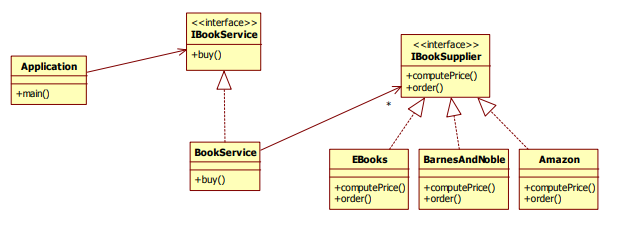 <<interface>>
IBookService
+buy()
Application
+main()
<<interface>>
IBookSupplier
+computePrice()
+order()
*
BookService
+buy()
EBooks
+computePrice()
+order()
BarnesAndNoble
+computePrice()
+order()
Amazon
+computePrice()
+order()